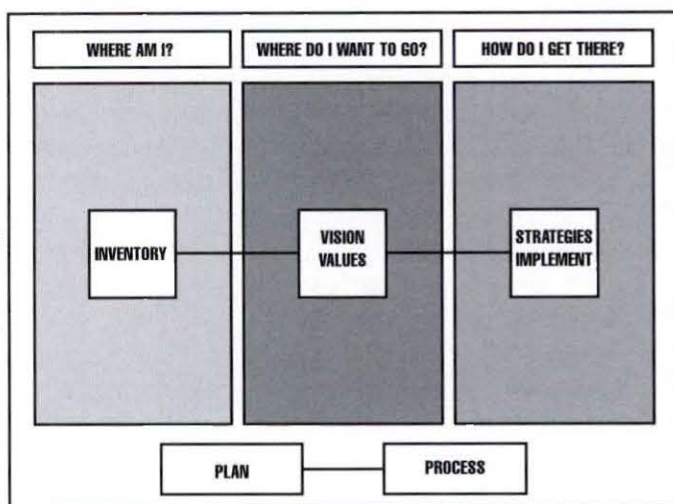 WHERE AM I?
WHERE DO I WANT TO GO?
HOW DO I GET THERE?
INVENTORY
VISION
VALUES
STRATEGIES
IMPLEMENT
PLAN
PROCESS